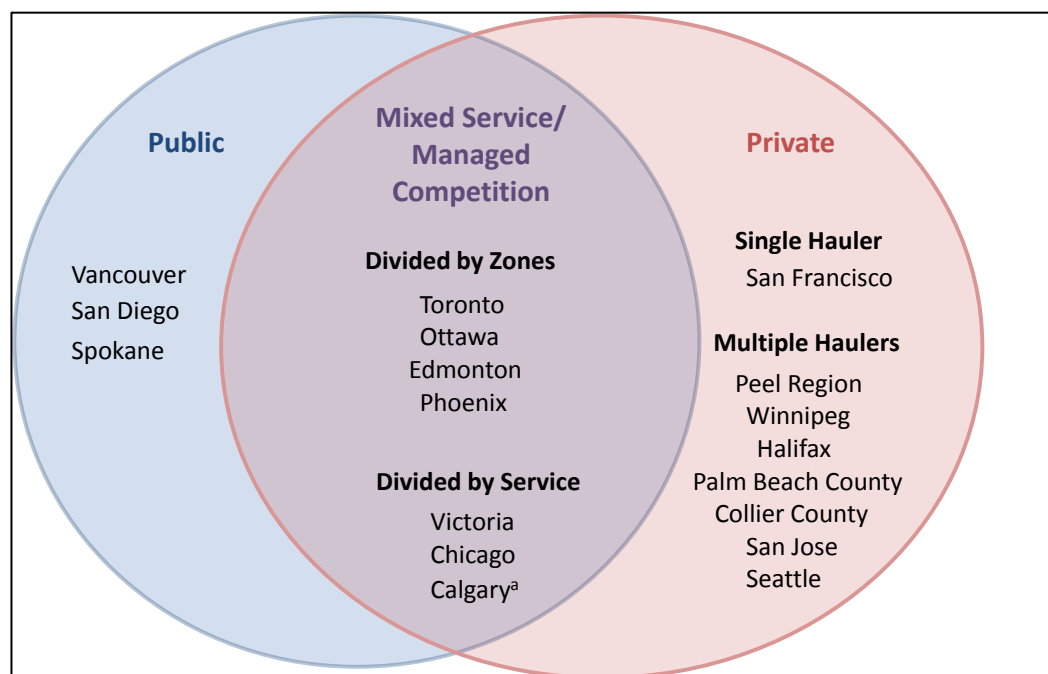 Public
Vancouver
San Diego
Spokane
Mixed Service/
Managed
Competition
Divided by Zones
Toronto
Ottawa
Edmonton
Phoenix
Divided by Service
Victoria
Chicago
Calgaryᵃ
Private
Single Hauler
San Francisco
Multiple Haulers
Peel Region
Winnipeg
Halifax
Palm Beach County
Collier County
San Jose
Seattle